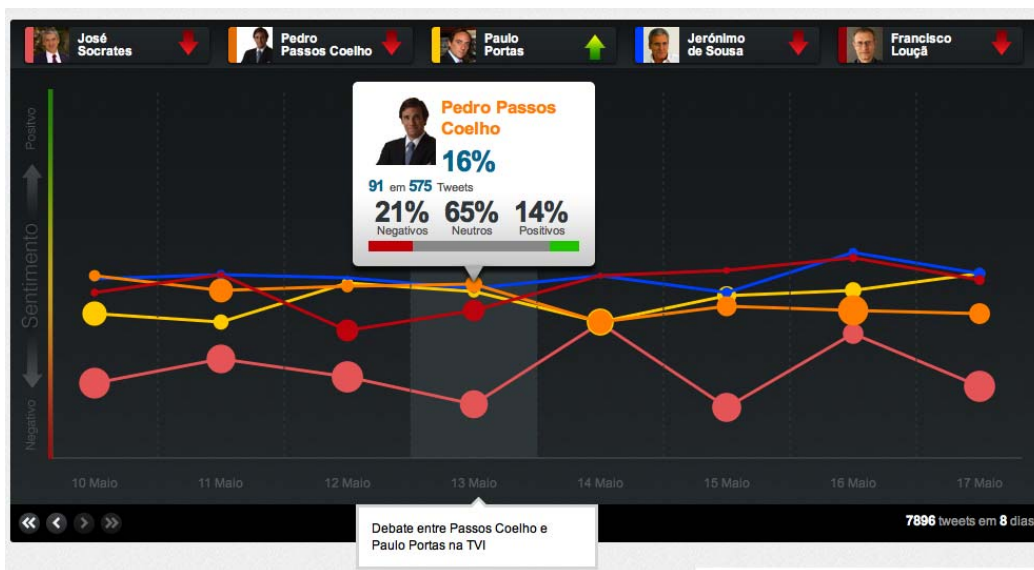 José
Socrates
Pedro
Passos Coelho
Paulo
Portas
Jerónimo
de Sousa
Francisco
Louçã
Positvo
Sentimento
Negativo
Pedro Passos
Coelho
16%
91 em 575 Tweets
21% 65% 14%
Negativos Neutros Positivos
10 Maio 11 Maio 12 Maio 13 Maio 14 Maio 15 Maio 16 Maio 17 Maio
7896 tweets em 8 dias
Debate entre Passos Coelho e
Paulo Portas na TVI